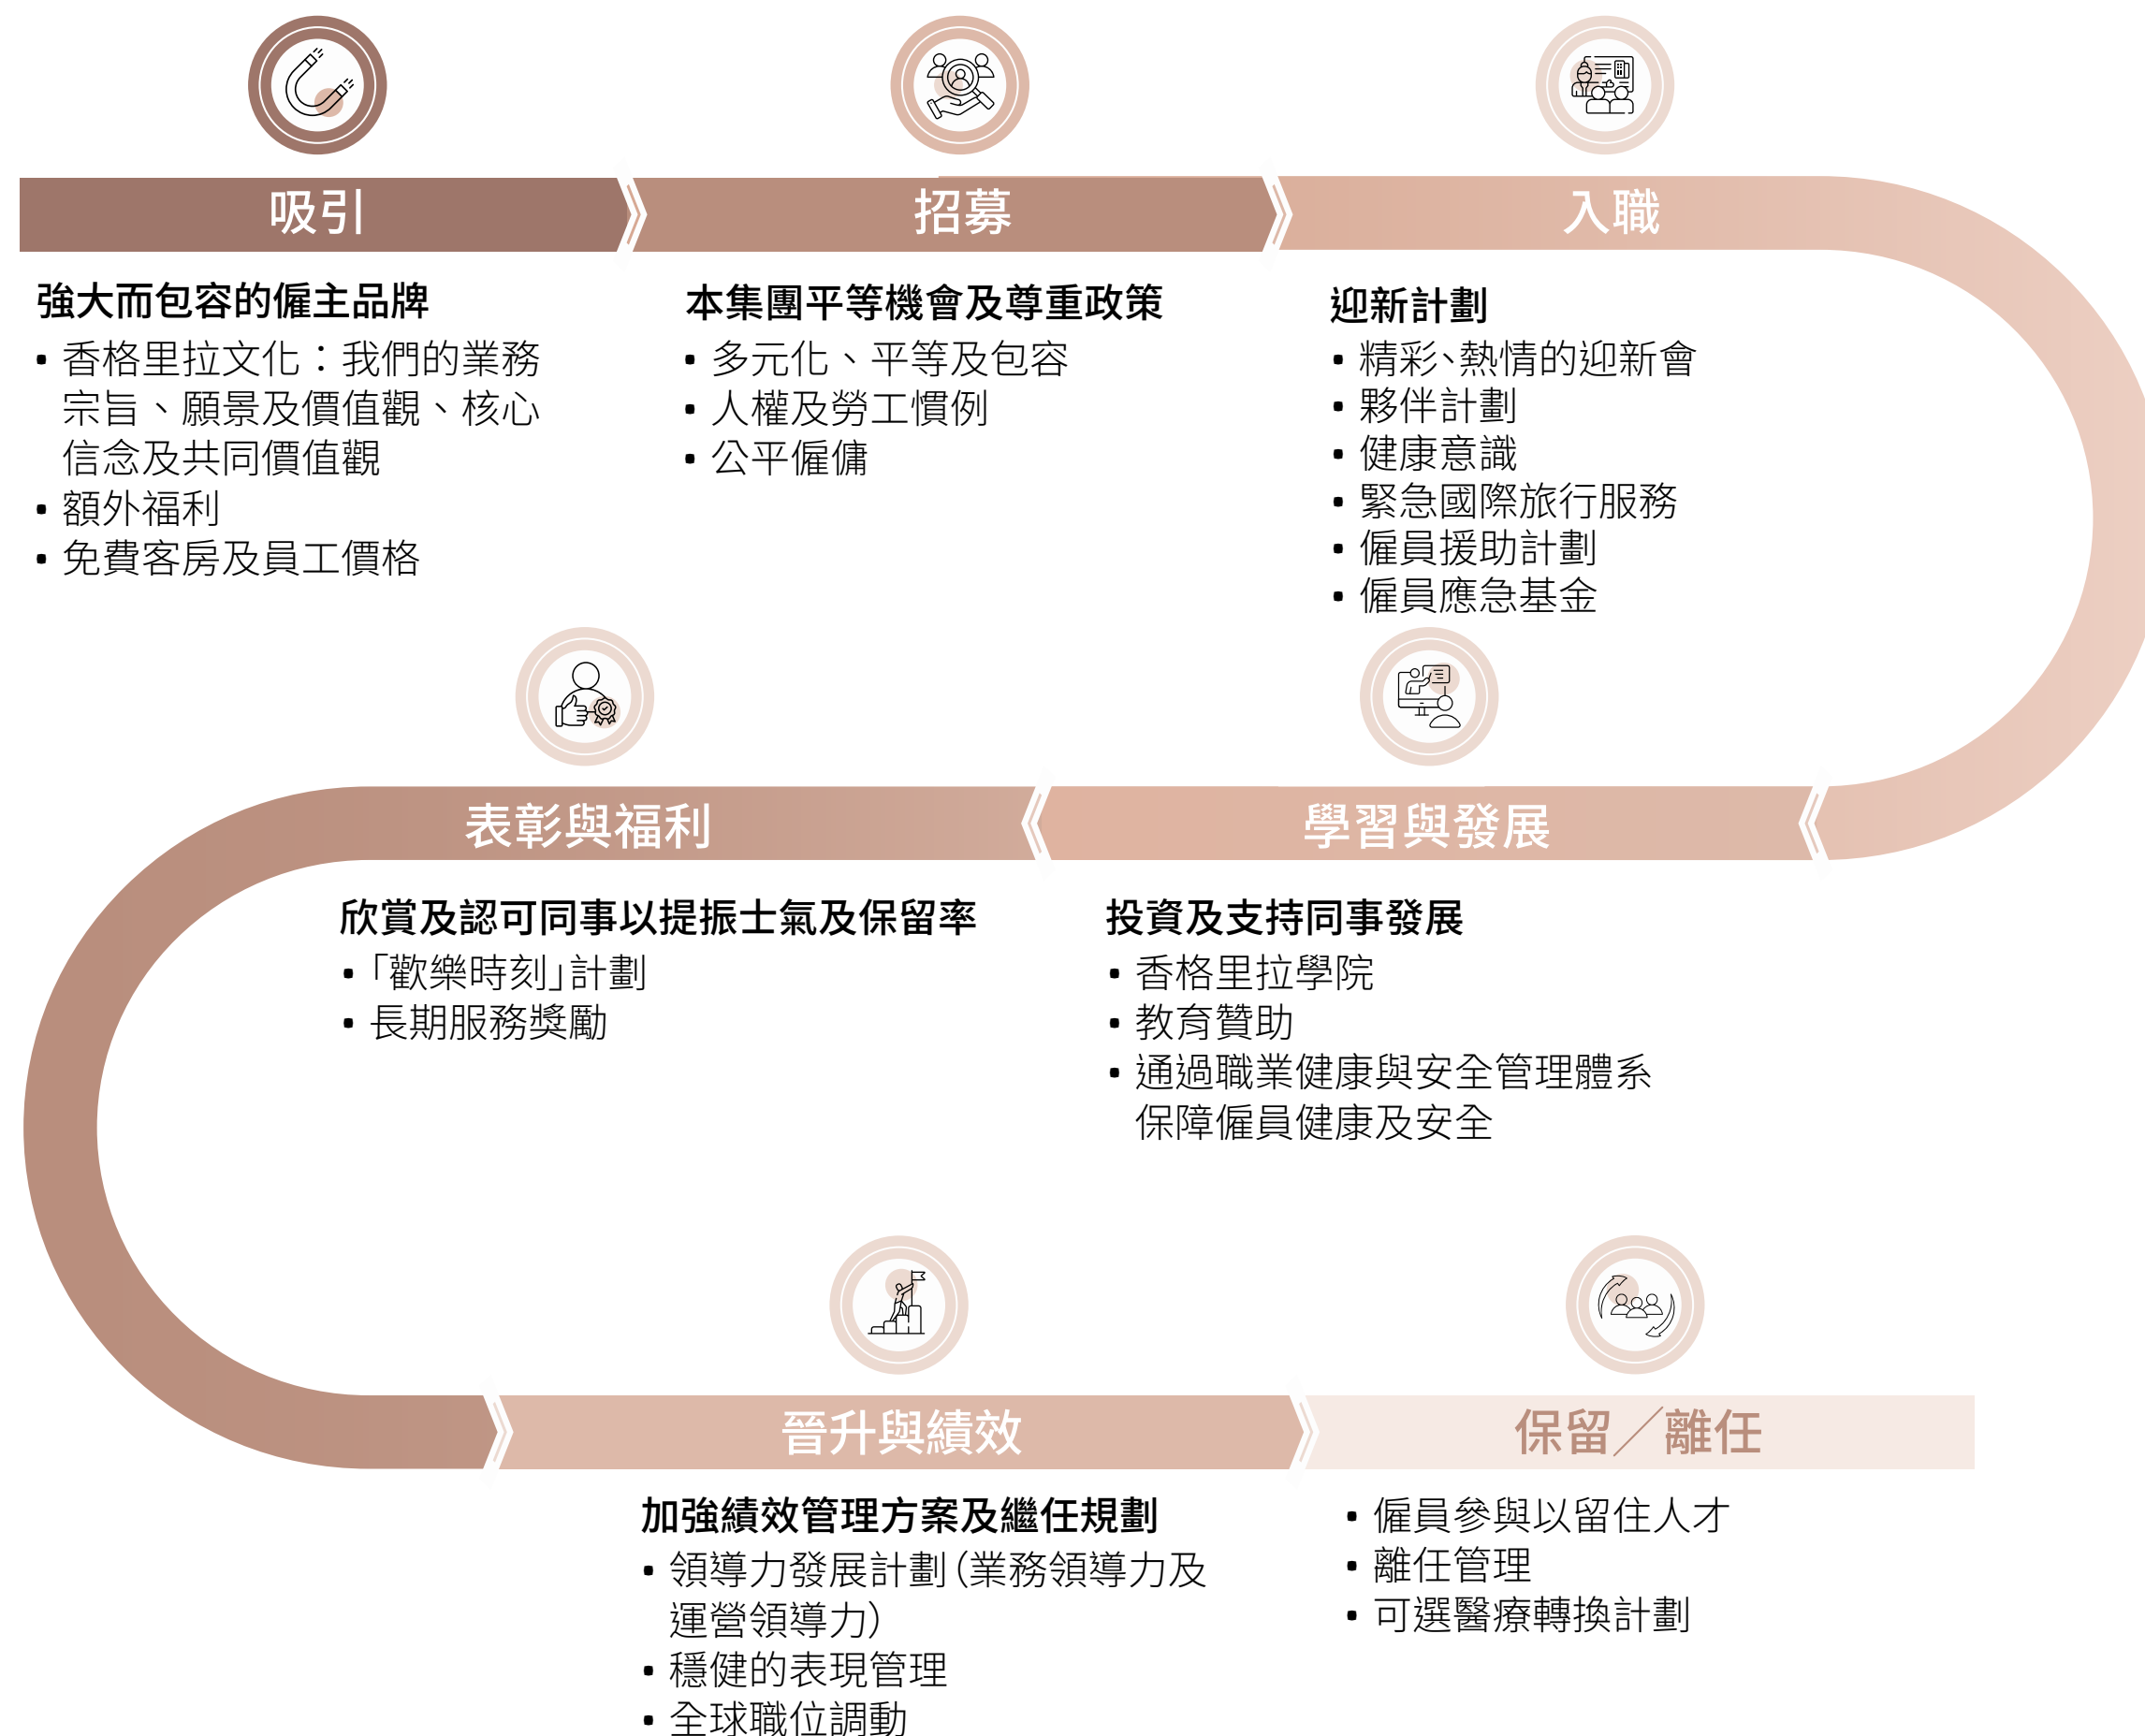 吸引
強大而包容的僱主品牌
• 香格里拉文化：我們的業務
宗旨、願景及價值觀、核心
信念及共同價值觀
• 額外福利
• 免費客房及員工價格
招募
本集團平等機會及尊重政策
• 多元化、平等及包容
• 人權及勞工慣例
• 公平僱傭
入職
迎新計劃
• 精彩、熱情的迎新會
• 夥伴計劃
• 健康意識
• 緊急國際旅行服務
• 僱員援助計劃
• 僱員應急基金
學習與發展
投資及支持同事發展
• 香格里拉學院
• 教育贊助
• 通過職業健康與安全管理體系
保障僱員健康及安全
表彰與福利
欣賞及認可同事以提振士氣及保留率
• 「歡樂時刻」計劃
• 長期服務獎勵
晉升與績效
加強績效管理方案及繼任規劃
• 領導力發展計劃（業務領導力及
運營領導力）
• 穩健的表現管理
• 全球職位調動
保留／離任
• 僱員參與以留住人才
• 離任管理
• 可選醫療轉換計劃